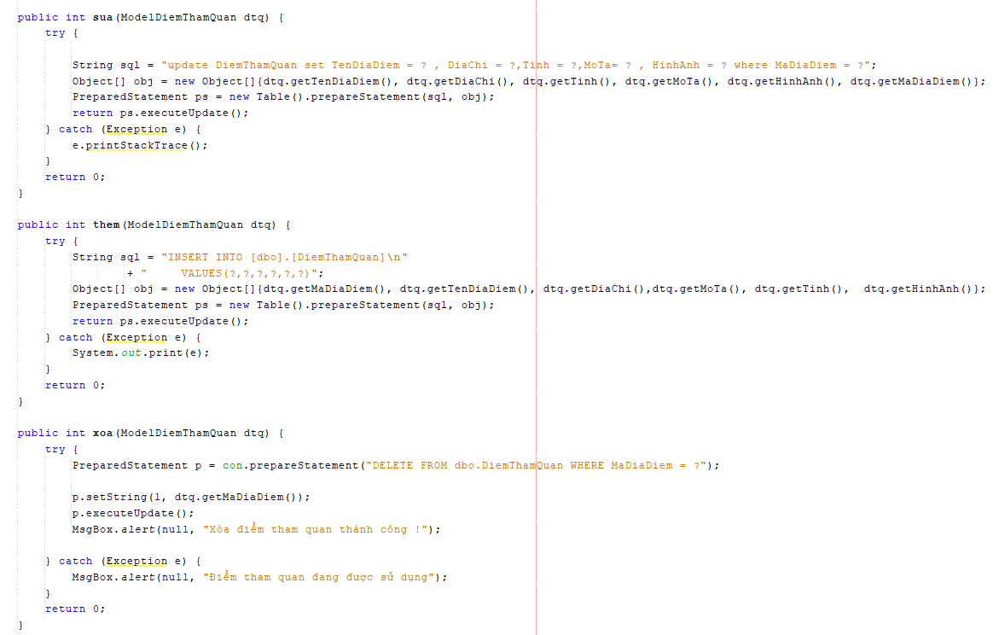 public int sua(ModelDiemThamQuan dtq) {
    try {

        String sql = "update DiemThamQuan set TenDiaDiem = ? , DiaChi = ?,Tinh = ?,MoTa= ? , HinhAnh = ? where MaDiaDiem = ?";
        Object[] obj = new Object[]{dtq.getTenDiaDiem(), dtq.getDiaChi(), dtq.getTinh(), dtq.getMoTa(), dtq.getHinhAnh(), dtq.getMaDiaDiem()};
        PreparedStatement ps = new Table().prepareStatement(sql, obj);
        return ps.executeUpdate();
    } catch (Exception e) {
        e.printStackTrace();
    }
    return 0;
}

public int them(ModelDiemThamQuan dtq) {
    try {
        String sql = "INSERT INTO [dbo].[DiemThamQuan]\n"
                + "     VALUES(?,?,?,?,?,?)";
        Object[] obj = new Object[]{dtq.getMaDiaDiem(), dtq.getTenDiaDiem(), dtq.getDiaChi(),dtq.getMoTa(), dtq.getTinh(),  dtq.getHinhAnh()};
        PreparedStatement ps = new Table().prepareStatement(sql, obj);
        return ps.executeUpdate();
    } catch (Exception e) {
        System.out.print(e);
    }
    return 0;
}

public int xoa(ModelDiemThamQuan dtq) {
    try {
        PreparedStatement p = con.prepareStatement("DELETE FROM dbo.DiemThamQuan WHERE MaDiaDiem = ?");

        p.setString(1, dtq.getMaDiaDiem());
        p.executeUpdate();
        MsgBox.alert(null, "Xóa điểm tham quan thành công !");

    } catch (Exception e) {
        MsgBox.alert(null, "Điểm tham quan đang được sử dụng");
    }
    return 0;
}